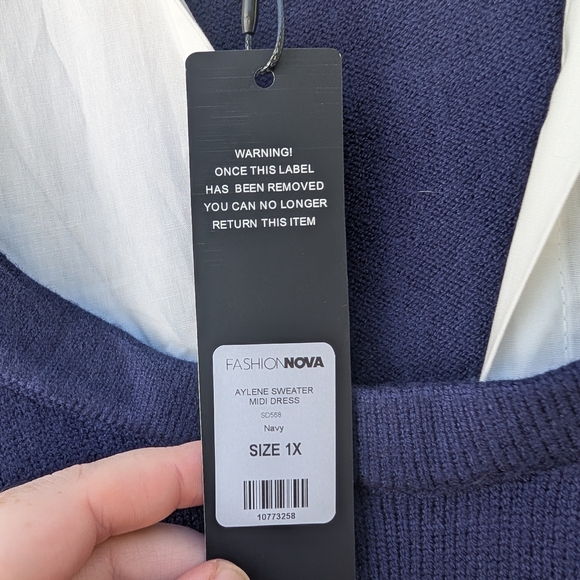 WARNING!
ONCE THIS LABEL
HAS BEEN REMOVED
YOU CAN NO LONGER
RETURN THIS ITEM
FASHIONNOVA
AYLENE SWEATER
MIDI DRESS
SD568
Navy
SIZE 1X
10773258